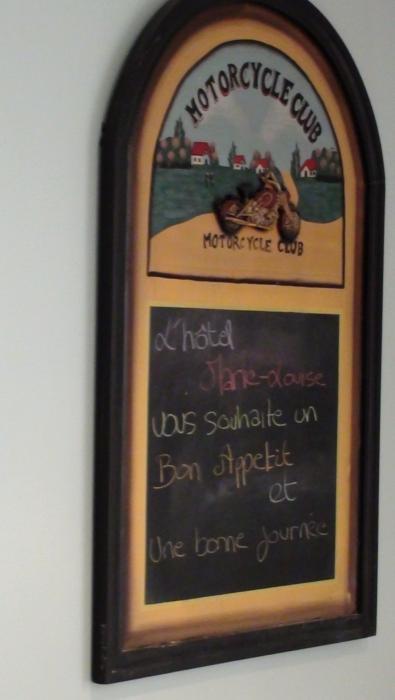 MOTORCYCLE CLUB
MOTORCYCLE CLUB
L'hôtel
Marie-Louise
vous souhaite un
Bon Appetit
et
Une bonne journée